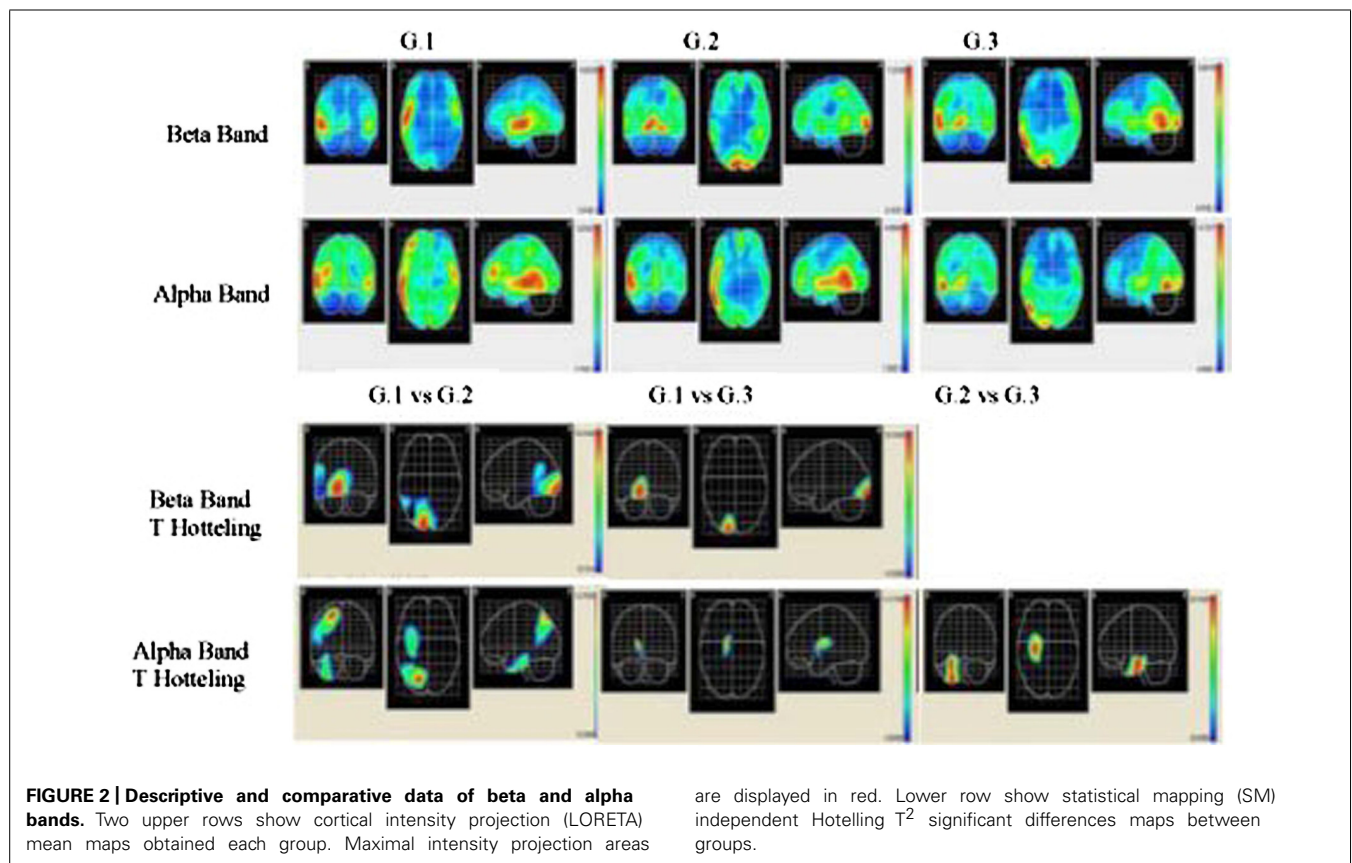 G.1 G.2 G.3
Beta Band
Alpha Band
G.1 vs G.2 G.1 vs G.3 G.2 vs G.3
Beta Band
T Hotteling
Alpha Band
T Hotteling
FIGURE 2 | Descriptive and comparative data of beta and alpha
bands. Two upper rows show cortical intensity projection (LORETA)
mean maps obtained each group. Maximal intensity projection areas
are displayed in red. Lower row show statistical mapping (SM)
independent Hotelling T² significant differences maps between
groups.